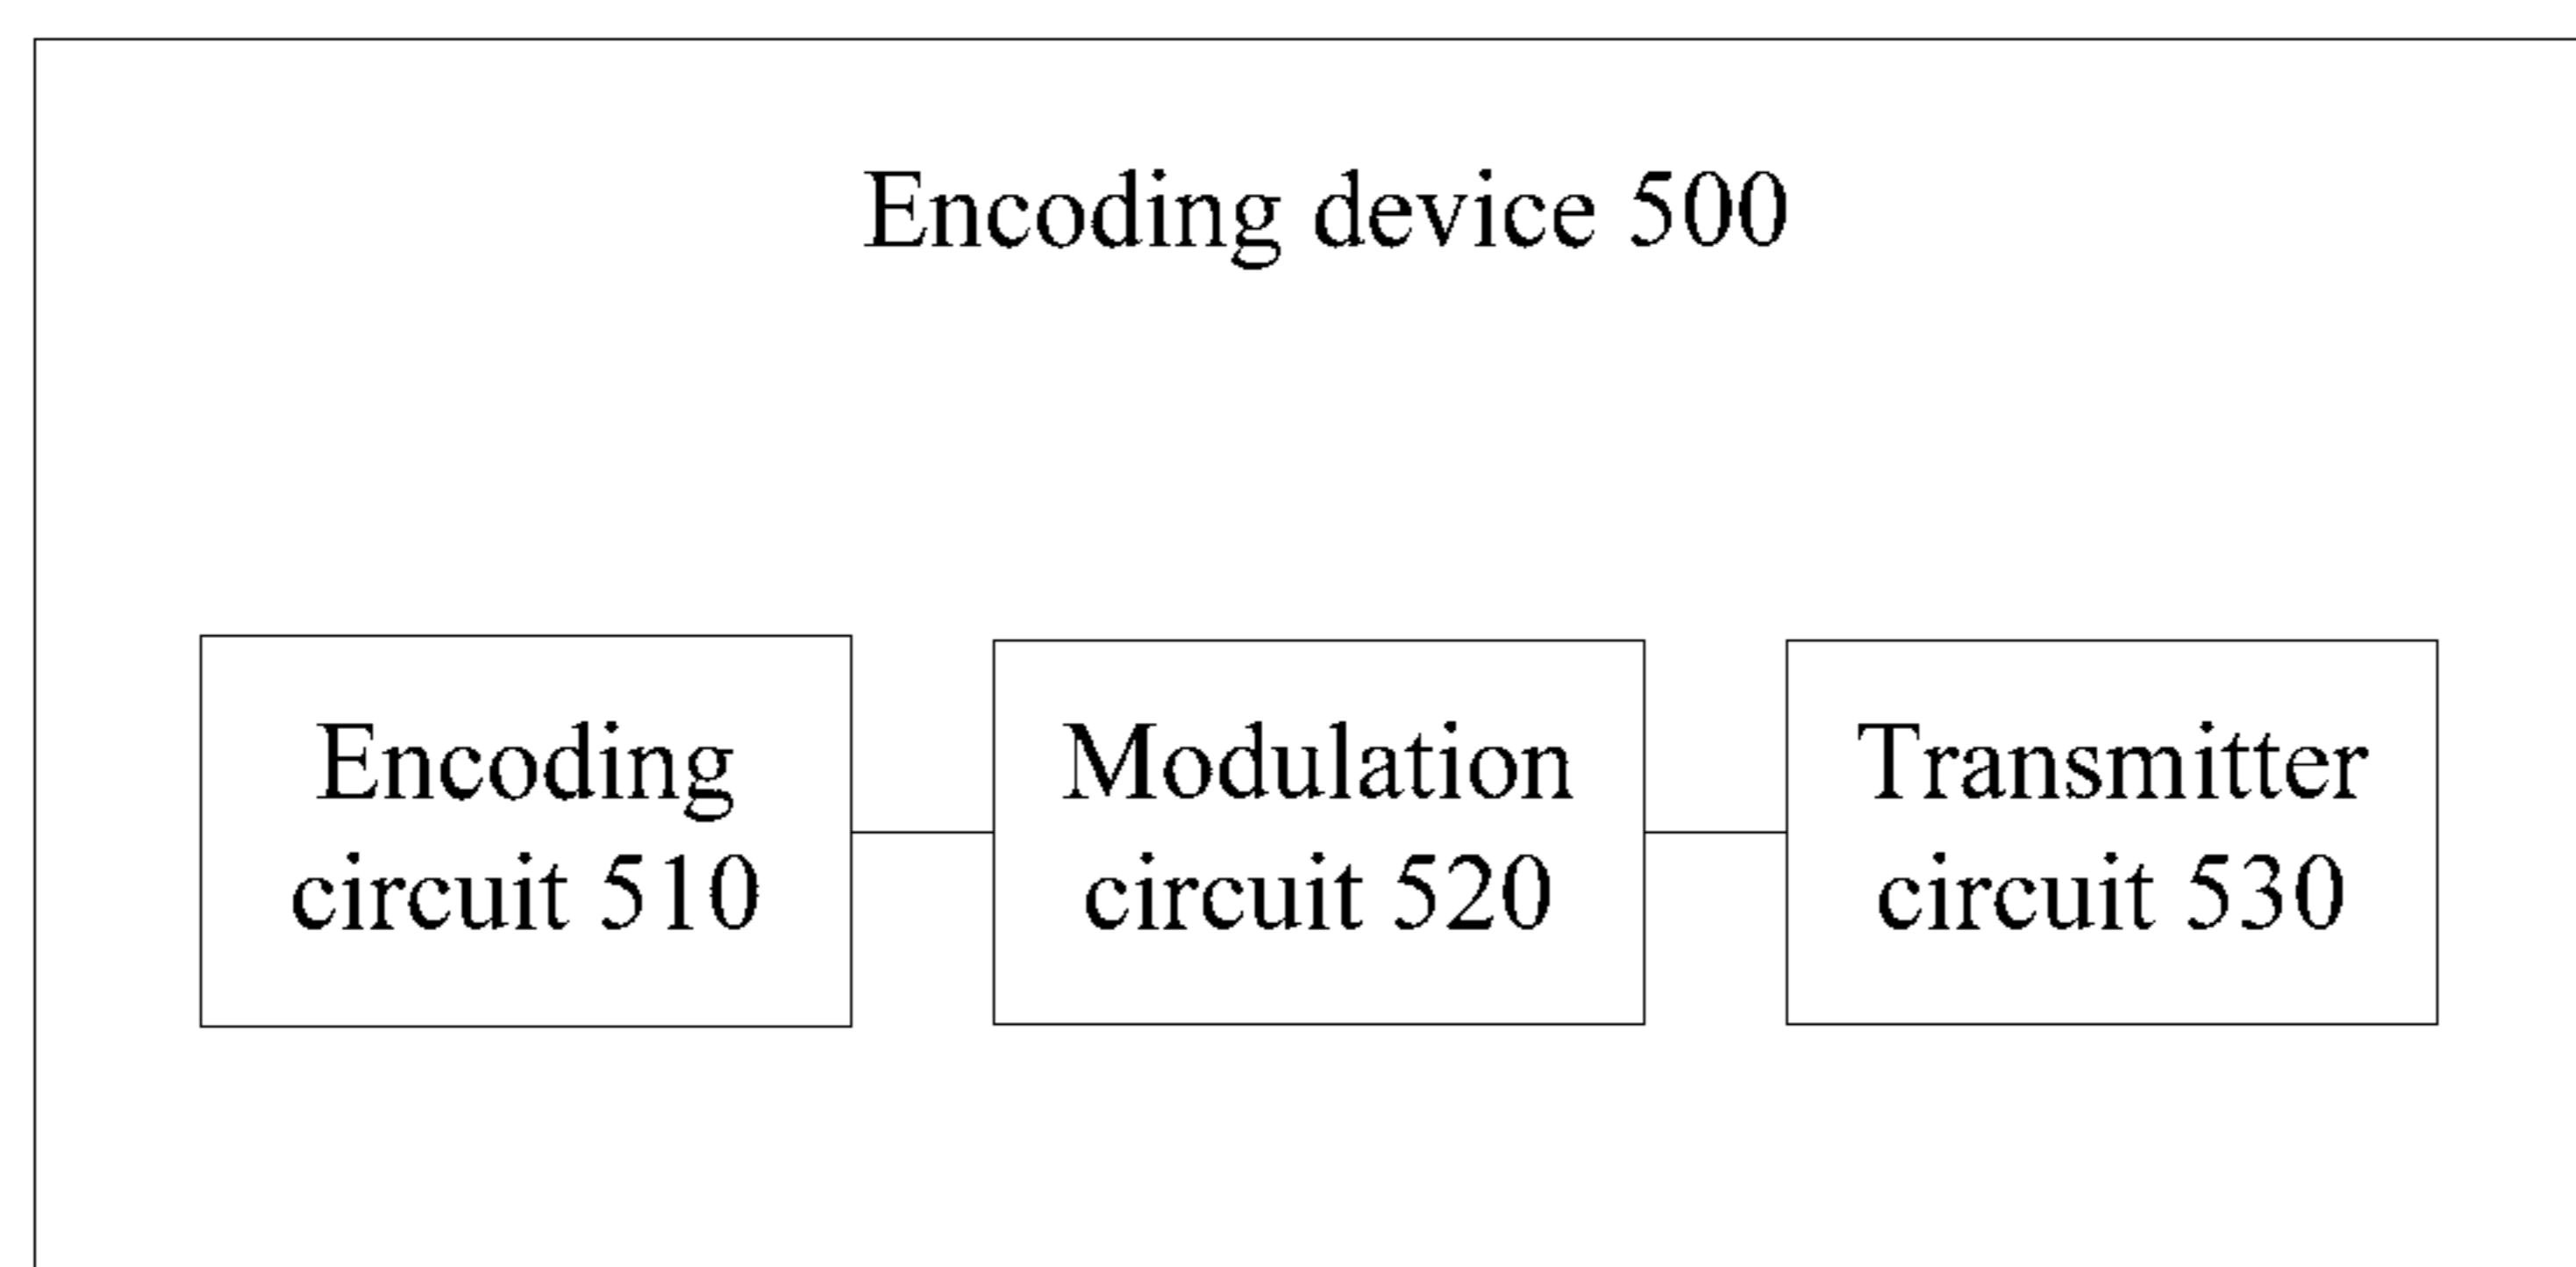 Encoding device 500
Encoding
circuit 510
Modulation
circuit 520
Transmitter
circuit 530